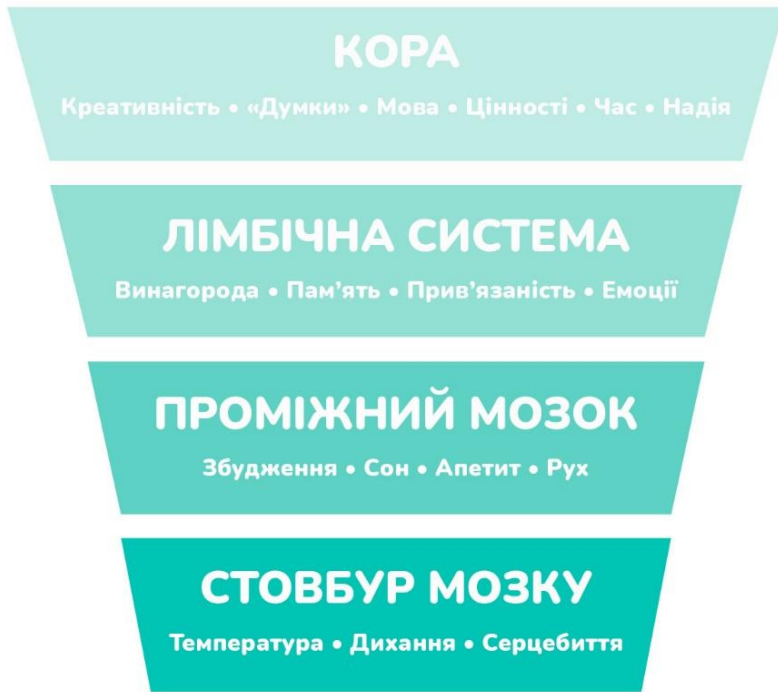 КОРА
Креативність • «Думки» • Мова • Цінності • Час • Надія
ЛІМБІЧНА СИСТЕМА
Винагорода • Пам’ять • Прив’язаність • Емоції
ПРОМІЖНИЙ МОЗОК
Збудження • Сон • Апетит • Рух
СТОВБУР МОЗКУ
Температура • Дихання • Серцебиття